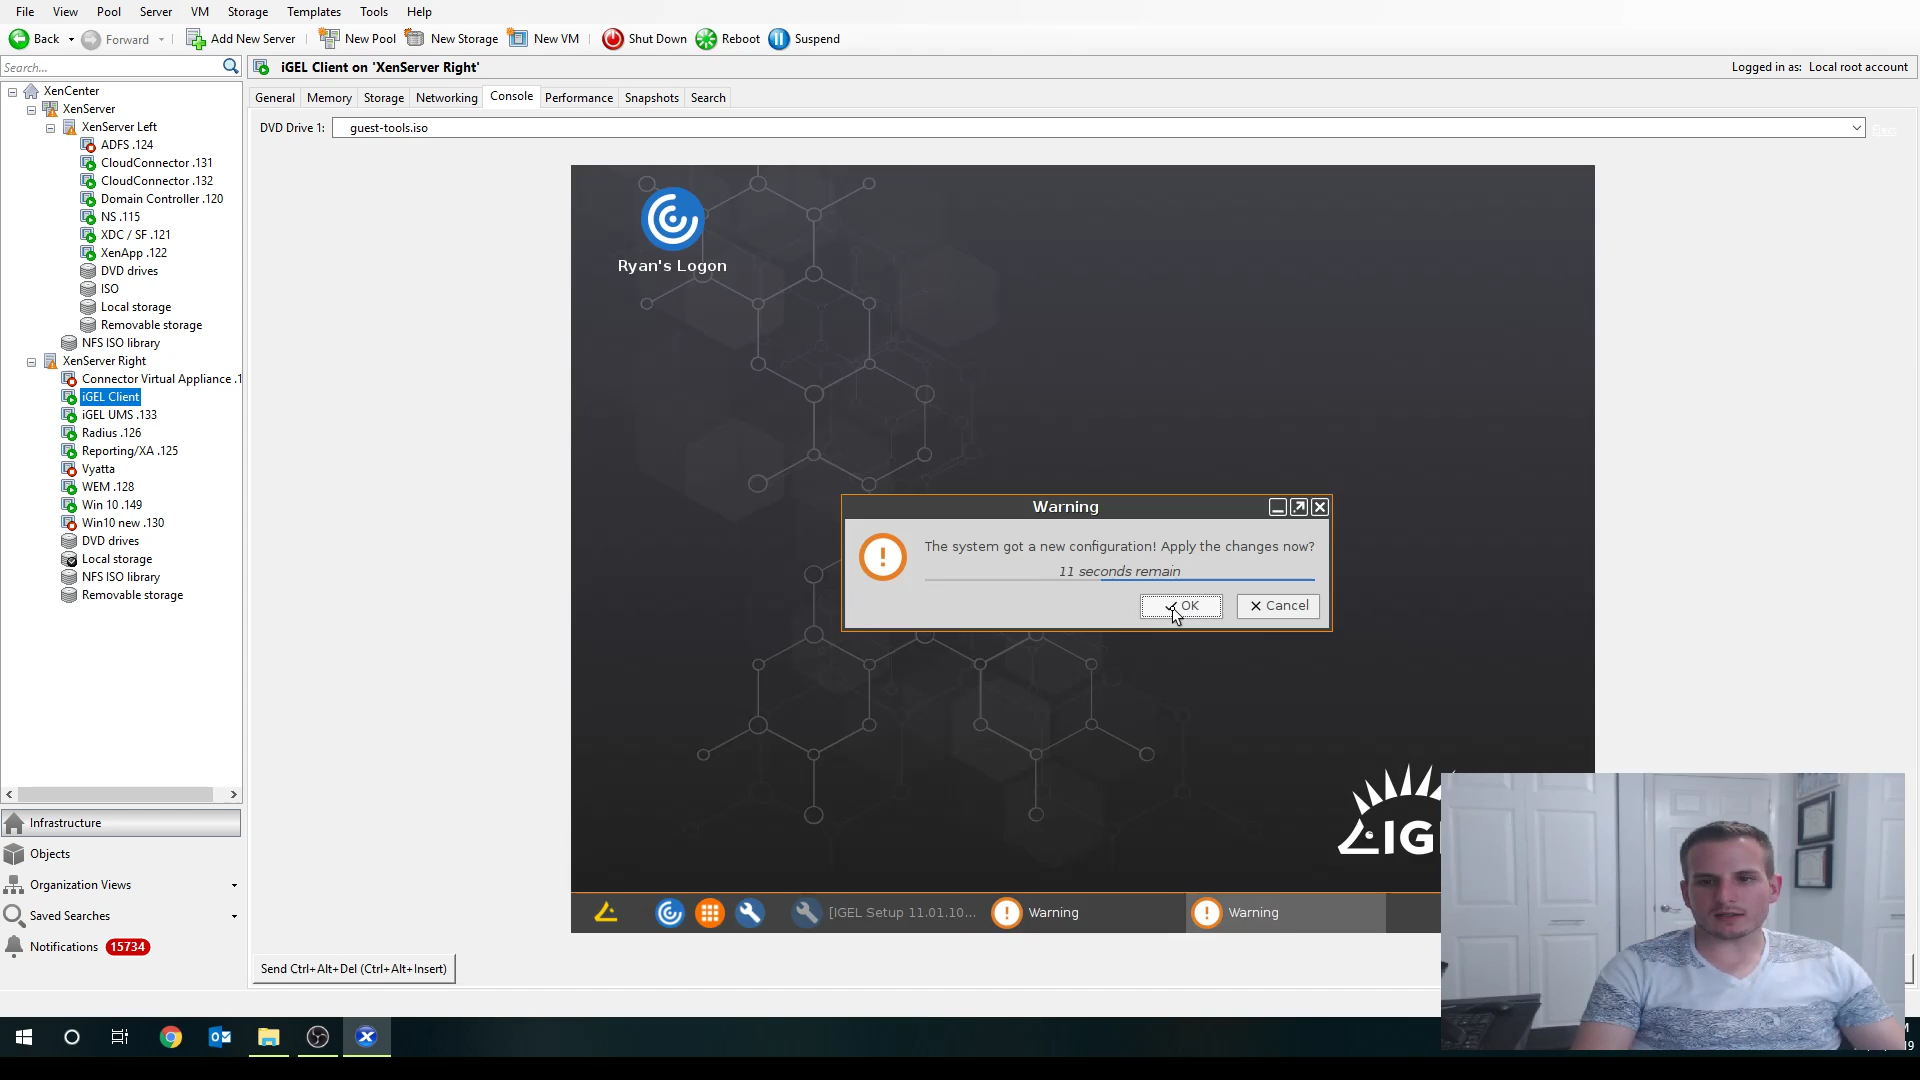 File View Pool Server VM Storage Templates Tools Help
Back Forward Add New Server New Pool New Storage New VM Shut Down Reboot Suspend
Search...
iGEL Client on 'XenServer Right'
Logged in as: Local root account
General Memory Storage Networking Console Performance Snapshots Search
DVD Drive 1: guest-tools.iso
Eject
XenCenter
XenServer
XenServer Left
ADFS .124
CloudConnector .131
CloudConnector .132
Domain Controller .120
NS .115
XDC / SF .121
XenApp .122
DVD drives
ISO
Local storage
Removable storage
NFS ISO library
XenServer Right
Connector Virtual Appliance .1
iGEL Client
iGEL UMS .133
Radius .126
Reporting/XA .125
Vyatta
WEM .128
Win 10 .149
Win10 new .130
DVD drives
Local storage
NFS ISO library
Removable storage
Infrastructure
Objects
Organization Views
Saved Searches
Notifications 15734
Ryan's Logon
Warning
The system got a new configuration! Apply the changes now?
11 seconds remain
OK Cancel
IG
[IGEL Setup 11.01.10... Warning Warning
Send Ctrl+Alt+Del (Ctrl+Alt+Insert)